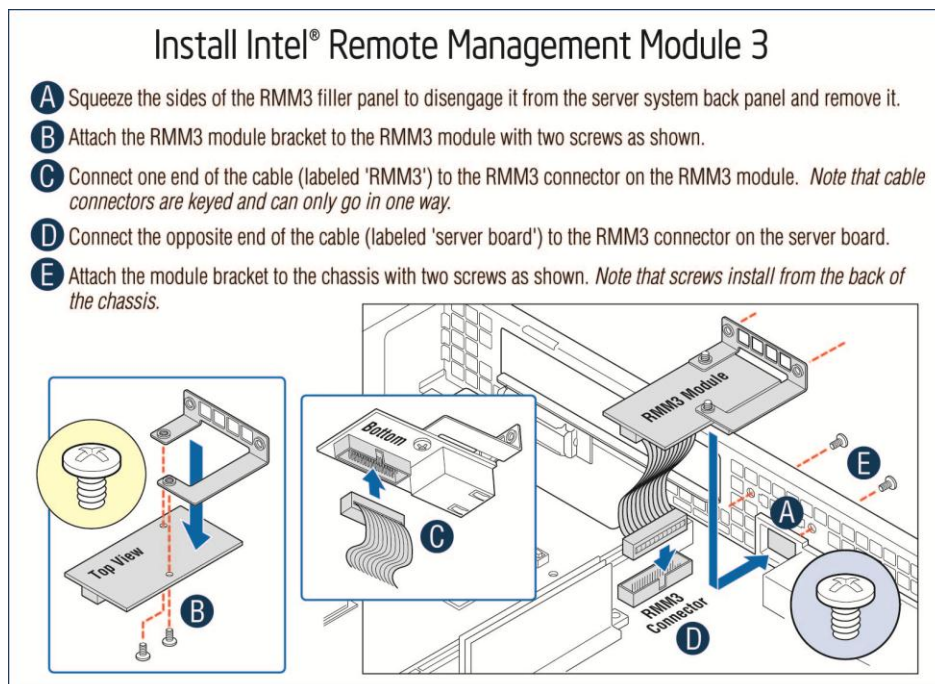 Install Intel® Remote Management Module 3
A Squeeze the sides of the RMM3 filler panel to disengage it from the server system back panel and remove it.
B Attach the RMM3 module bracket to the RMM3 module with two screws as shown.
C Connect one end of the cable (labeled 'RMM3') to the RMM3 connector on the RMM3 module. Note that cable
connectors are keyed and can only go in one way.
D Connect the opposite end of the cable (labeled 'server board') to the RMM3 connector on the server board.
E Attach the module bracket to the chassis with two screws as shown. Note that screws install from the back of
the chassis.
Top View
B
Bottom
C
RMM3 Module
E
A
RMM3
Connector
D